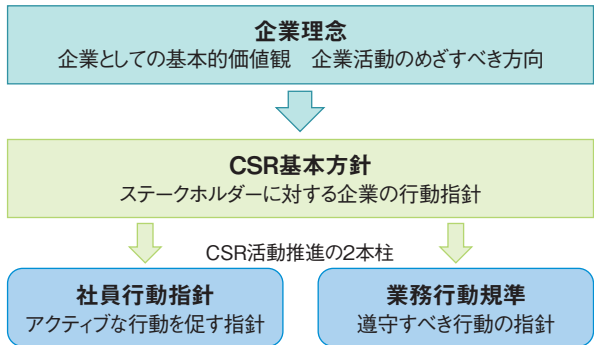 企業理念
企業としての基本的価値観　企業活動のめざすべき方向
CSR基本方針
ステークホルダーに対する企業の行動指針
CSR活動推進の2本柱
社員行動指針
アクティブな行動を促す指針
業務行動規準
遵守すべき行動の指針